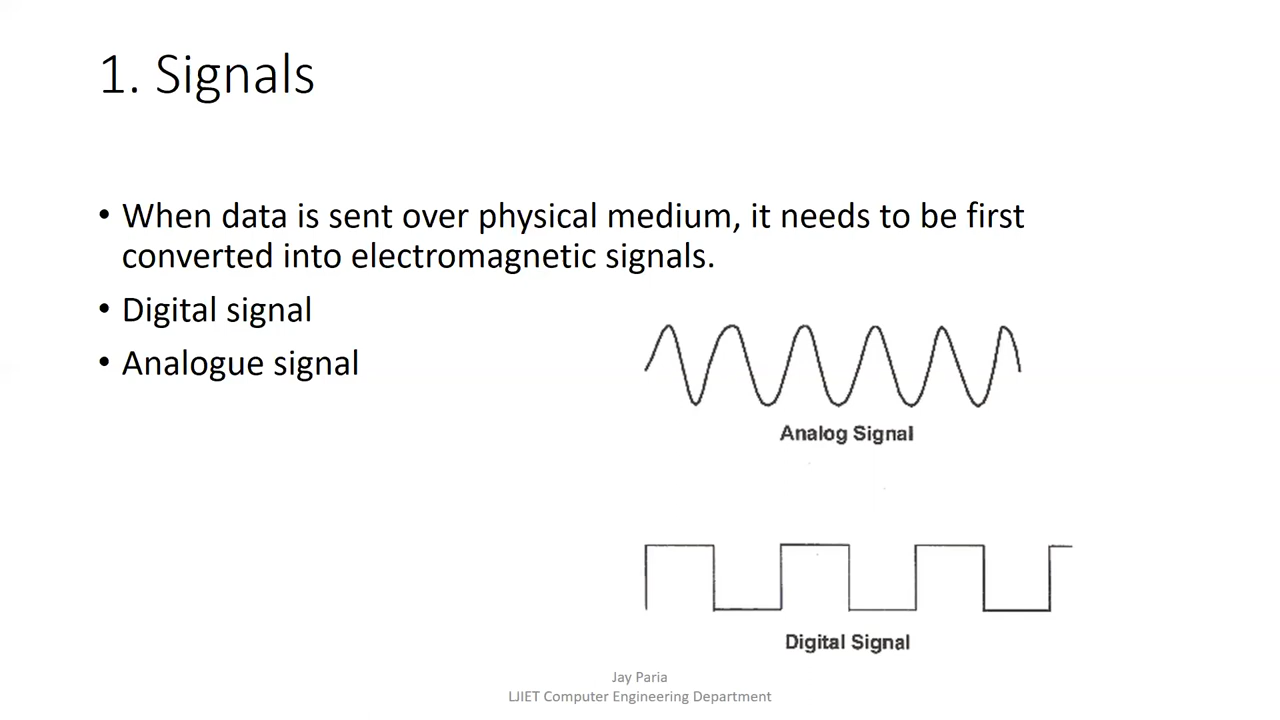 1. Signals
• When data is sent over physical medium, it needs to be first
converted into electromagnetic signals.
• Digital signal
• Analogue signal
Analog Signal
Digital Signal
Jay Paria
LJIET Computer Engineering Department